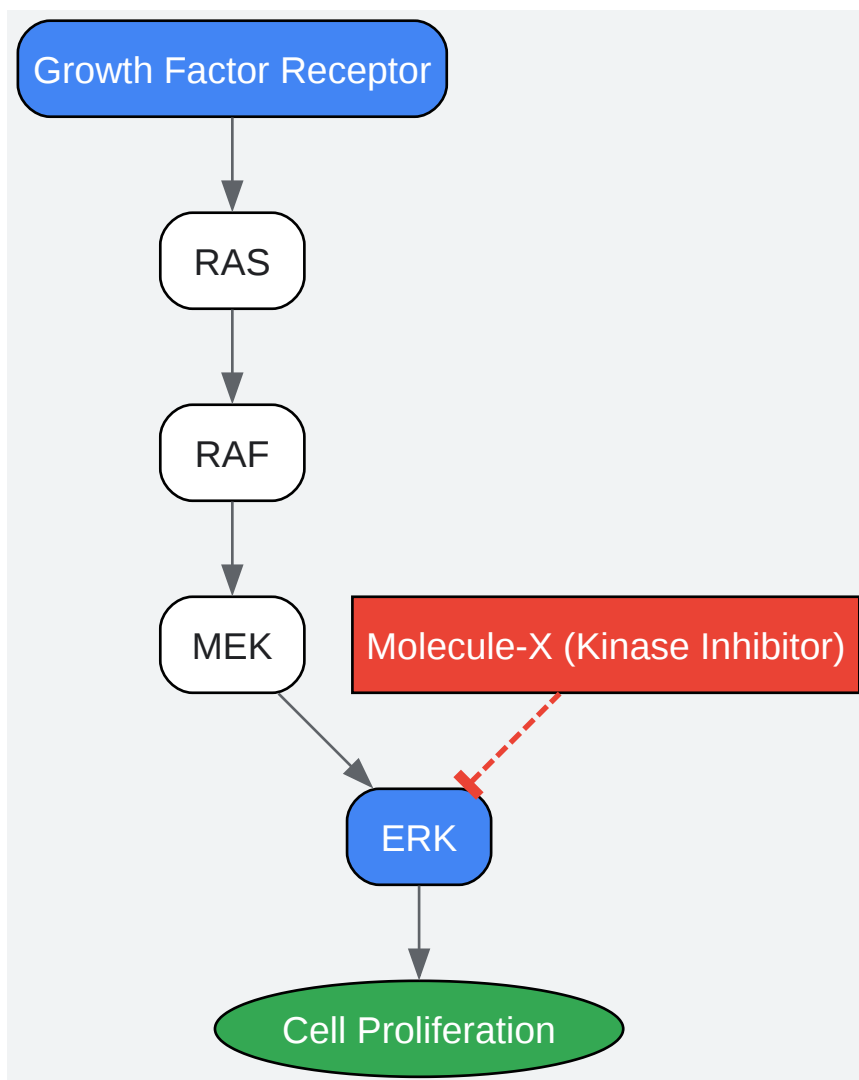 Growth Factor Receptor
RAS
RAF
MEK
Molecule-X (Kinase Inhibitor)
ERK
Cell Proliferation